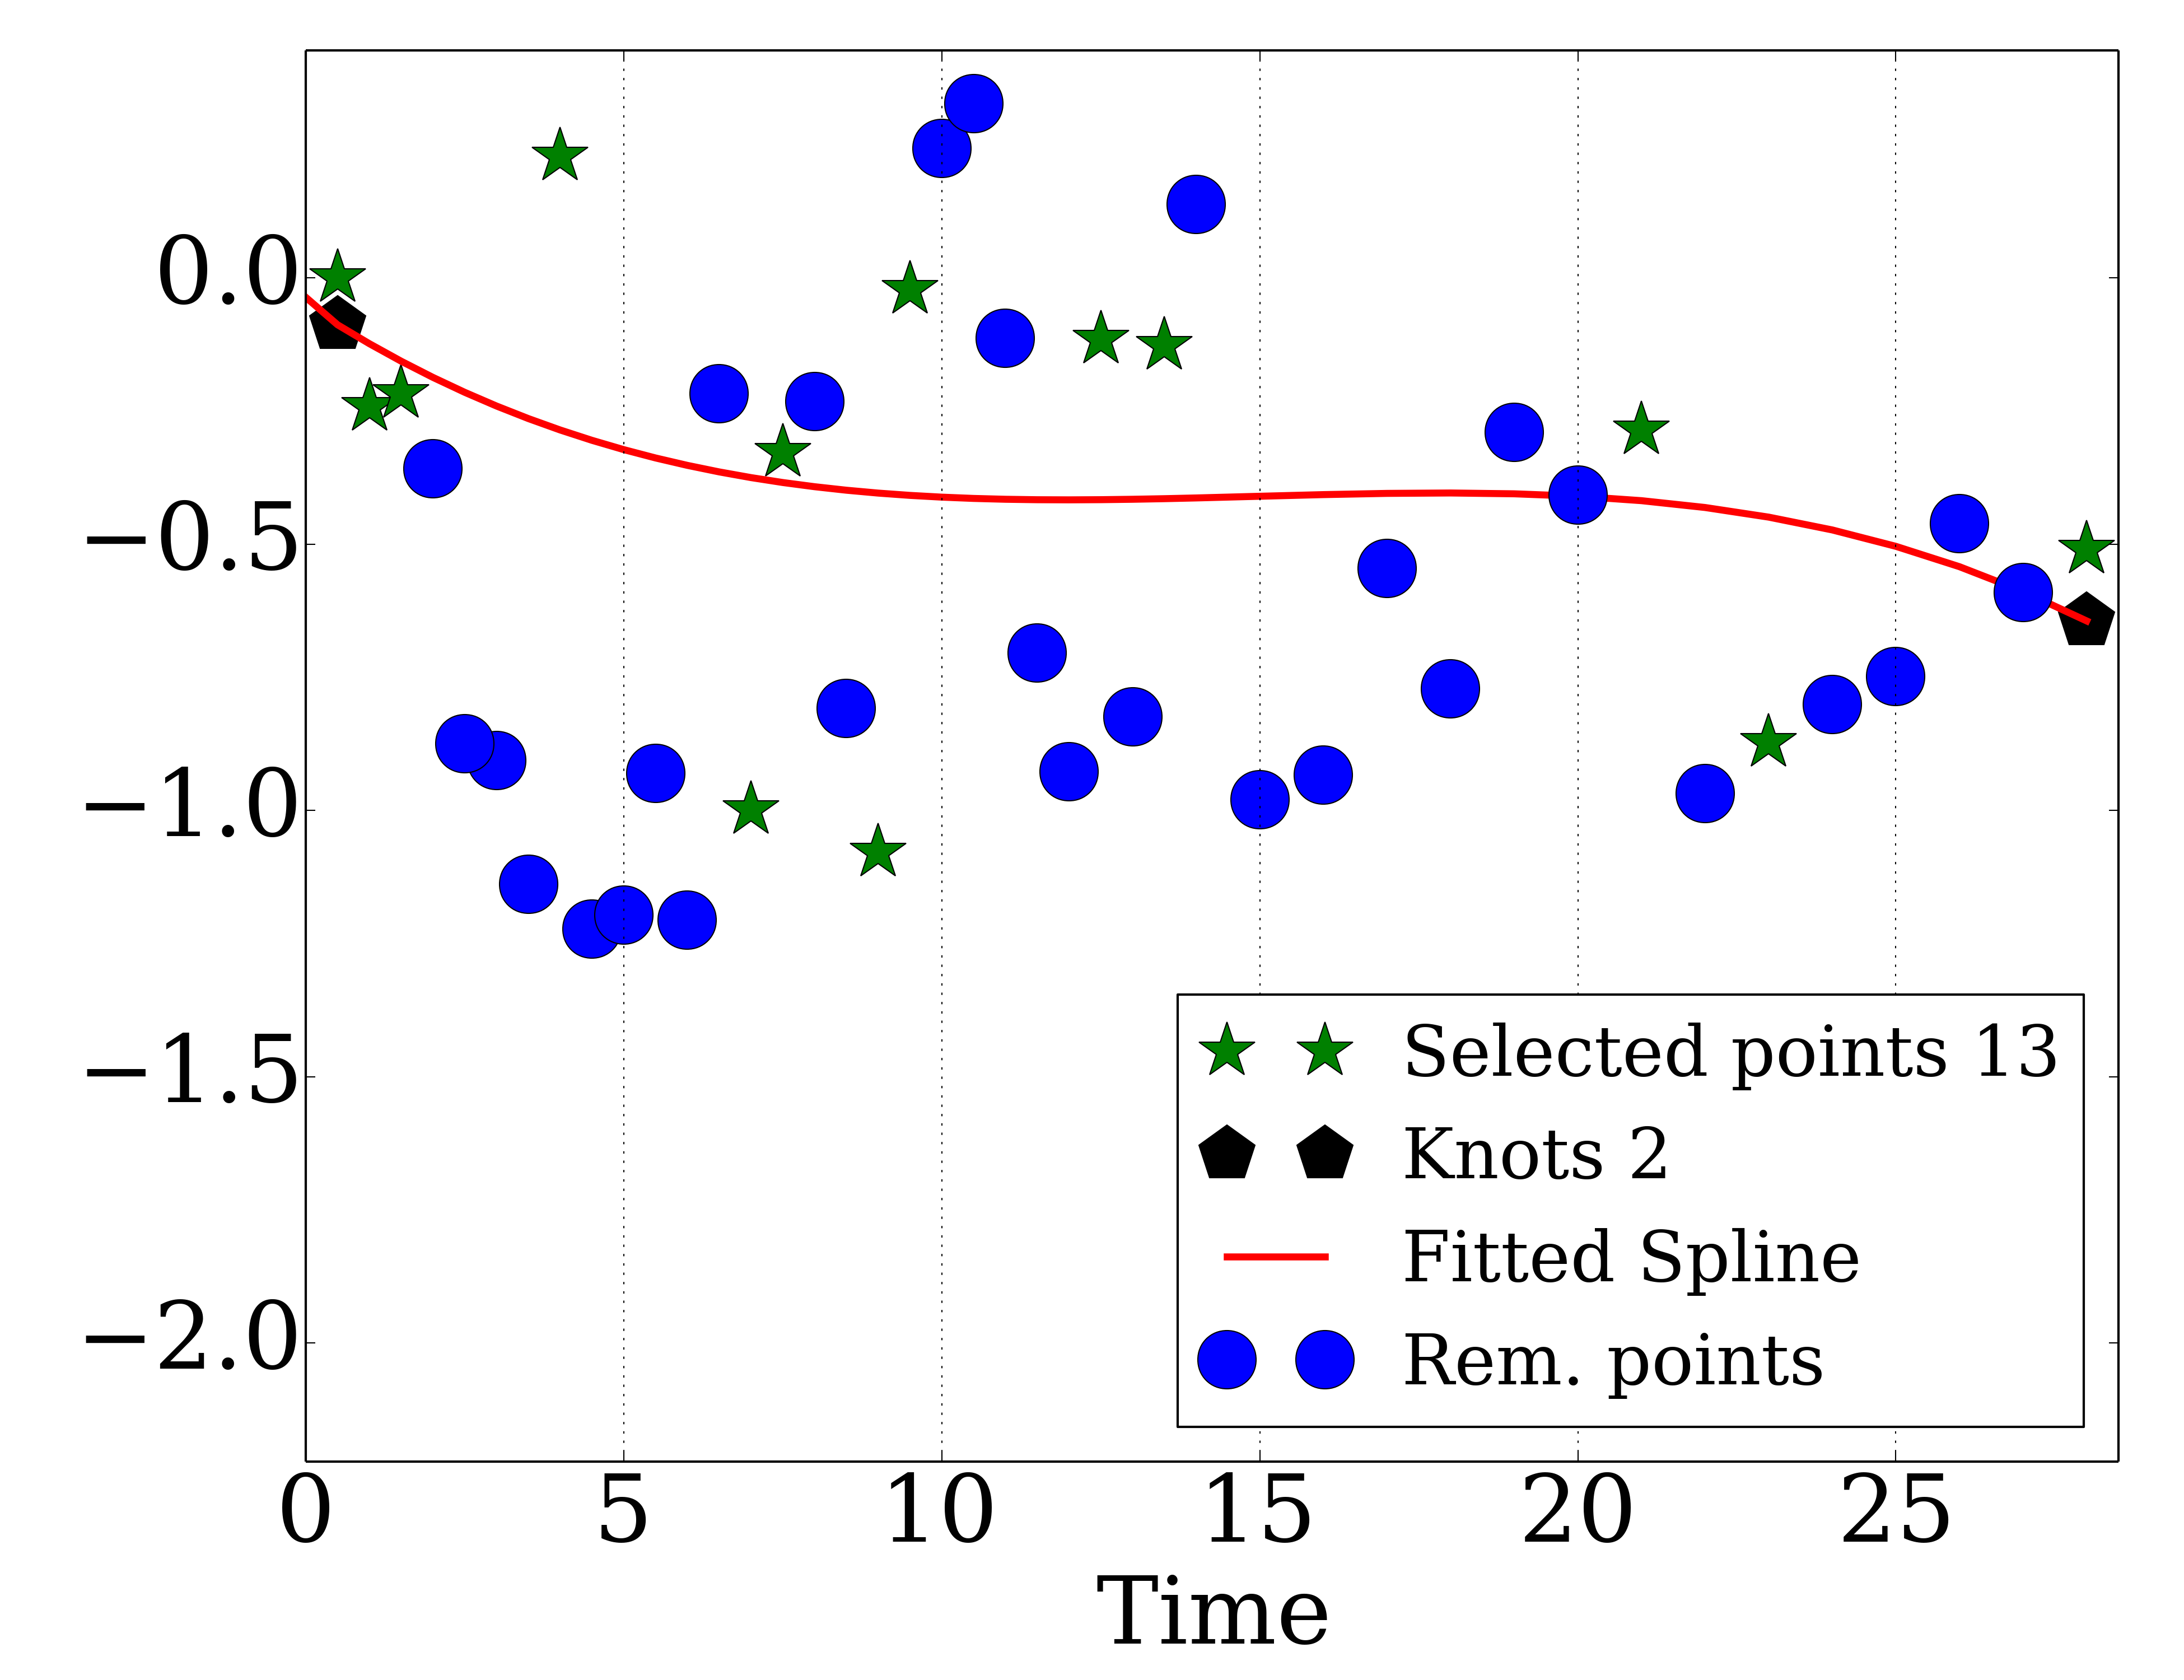 0.0
−0.5
−1.0
−1.5
−2.0
Selected points 13
Knots 2
Fitted Spline
Rem. points
0 5 10 15 20 25
Time